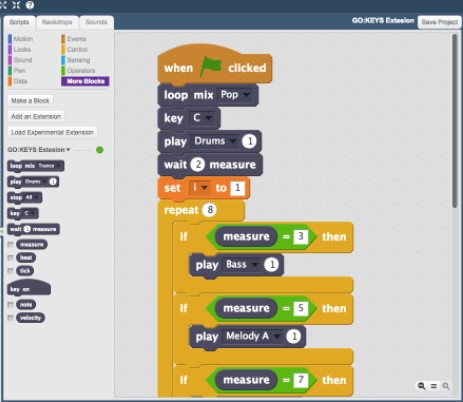 GO:KEYS Extesion
Save Project
Scripts Backdrops Sounds
Motion Events
Looks Control
Sound Sensing
Pen Operators
Data More Blocks
Make a Block
Add an Extension
Load Experimental Extension
GO:KEYS Extesion
loop mix Trance
play Drums 1
stop All
key C
wait measure
measure
beat
tick
key on
note
velocity
when clicked
loop mix Pop
key C
play Drums 1
wait 2 measure
set i to 1
repeat 8
if measure = 3 then
play Bass 1
if measure = 5 then
play Melody A 1
if measure = 7 then